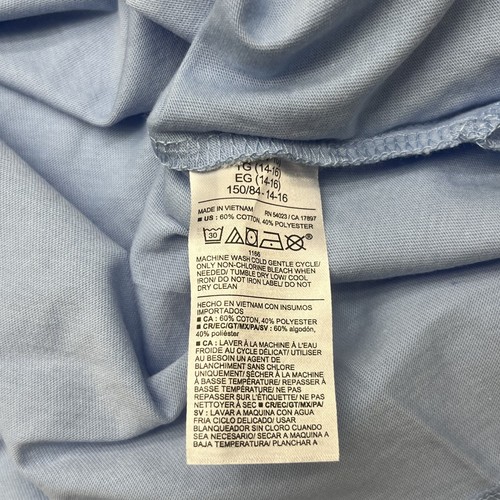 TG (14-16)
EG (14-16)
150/84- 14-16
MADE IN VIETNAM RN 54023 / CA 17897
■ US : 60% COTTON, 40% POLYESTER
30
1166
MACHINE WASH COLD GENTLE CYCLE/
ONLY NON-CHLORINE BLEACH WHEN
NEEDED/ TUMBLE DRY LOW/ COOL
IRON/ DO NOT IRON LABEL/ DO NOT
DRY CLEAN
HECHO EN VIETNAM CON INSUMOS
IMPORTADOS
■ CA : 60% COTON, 40% POLYESTER
■ CR/EC/GT/MX/PA/SV : 60% algodón,
40% poliéster
■ CA : LAVER À LA MACHINE À L'EAU
FROIDE AU CYCLE DÉLICAT/ UTILISER
AU BESOIN UN AGENT DE
BLANCHIMENT SANS CHLORE
UNIQUEMENT/ SÉCHER À LA MACHINE
À BASSE TEMPÉRATURE/ REPASSER À
BASSE TEMPÉRATURE/ NE PAS
REPASSER SUR L'ÉTIQUETTE/ NE PAS
NETTOYER À SEC ■ CR/EC/GT/MX/PA/
SV : LAVAR A MAQUINA CON AGUA
FRIA CICLO DELICADO/ USAR
BLANQUEADOR SIN CLORO CUANDO
SEA NECESARIO/ SECAR A MAQUINA A
BAJA TEMPERATURA/ PLANCHAR A